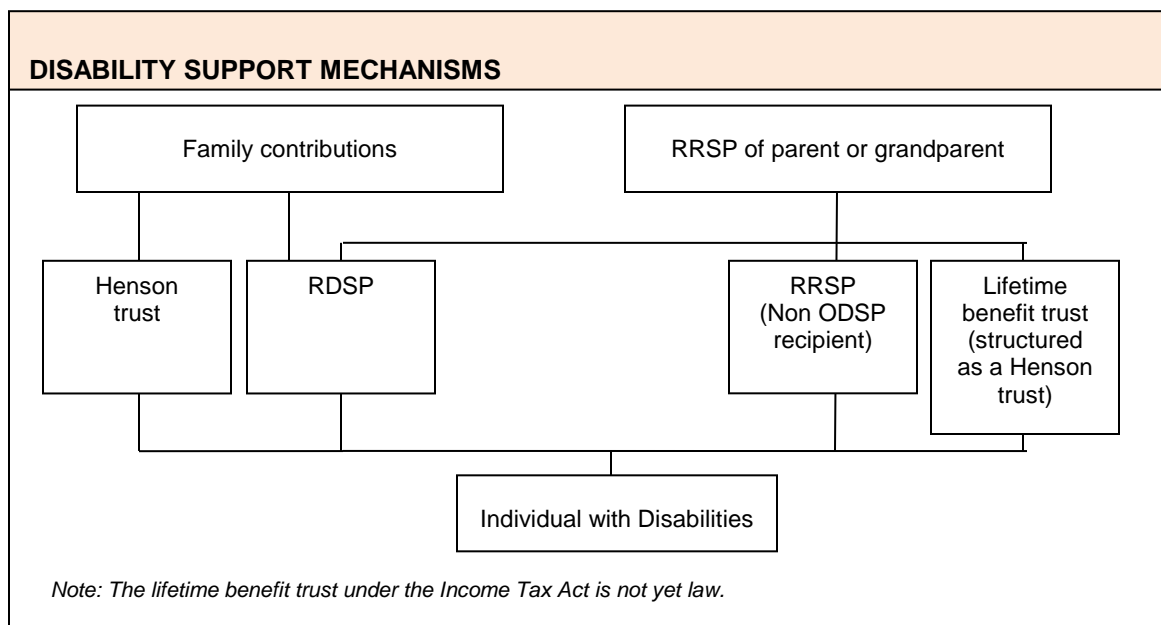 DISABILITY SUPPORT MECHANISMS
Family contributions
RRSP of parent or grandparent
Henson
trust
RDSP
RRSP
(Non ODSP
recipient)
Lifetime
benefit trust
(structured
as a Henson
trust)
Individual with Disabilities
Note: The lifetime benefit trust under the Income Tax Act is not yet law.